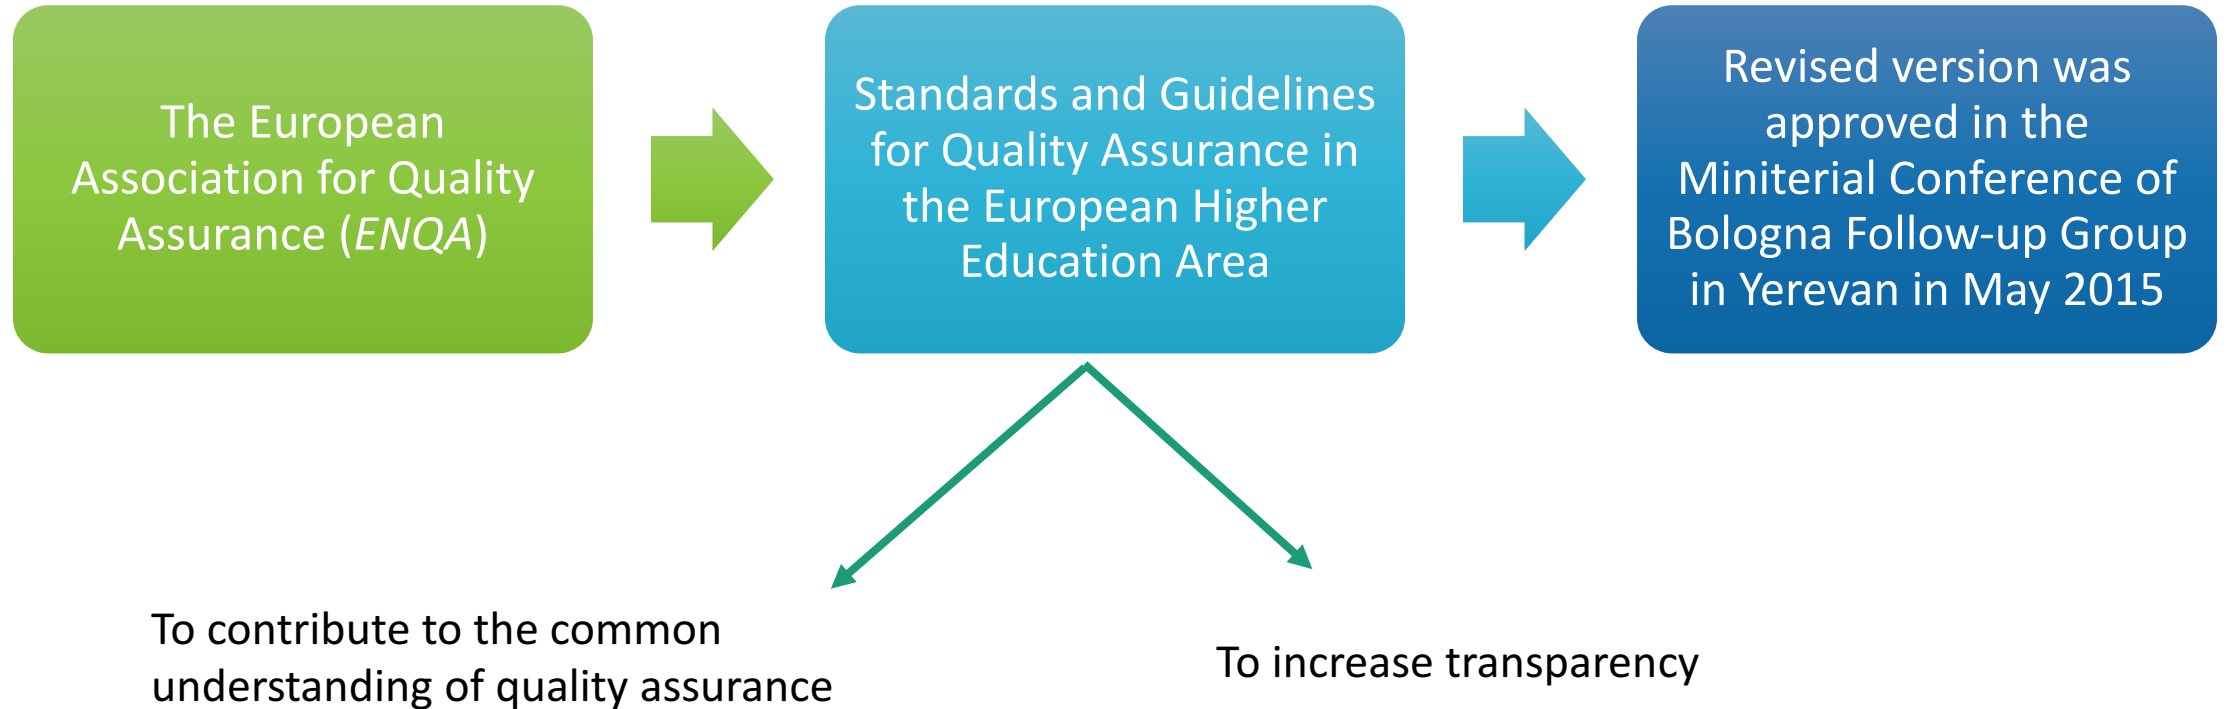 The European
Association for Quality
Assurance (ENQA)
Standards and Guidelines
for Quality Assurance in
the European Higher
Education Area
Revised version was
approved in the
Miniterial Conference of
Bologna Follow-up Group
in Yerevan in May 2015
To contribute to the common
understanding of quality assurance
To increase transparency